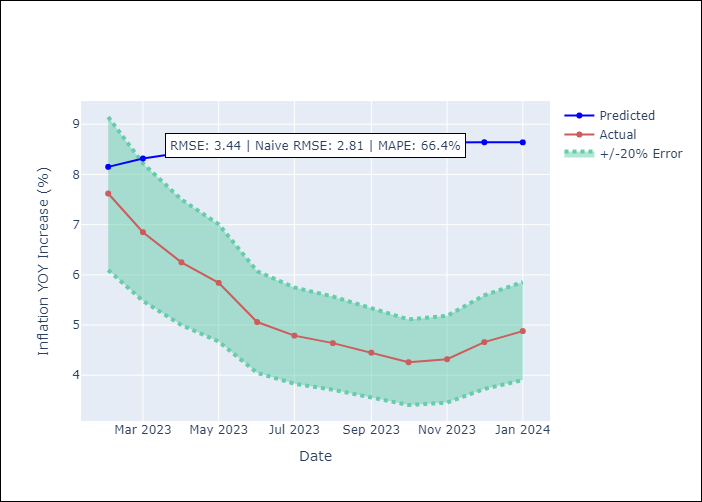 RMSE: 3.44 | Naive RMSE: 2.81 | MAPE: 66.4%
Predicted
Actual
+/-20% Error
Inflation YOY Increase (%)
9
8
7
6
5
4
Mar 2023
May 2023
Jul 2023
Sep 2023
Nov 2023
Jan 2024
Date